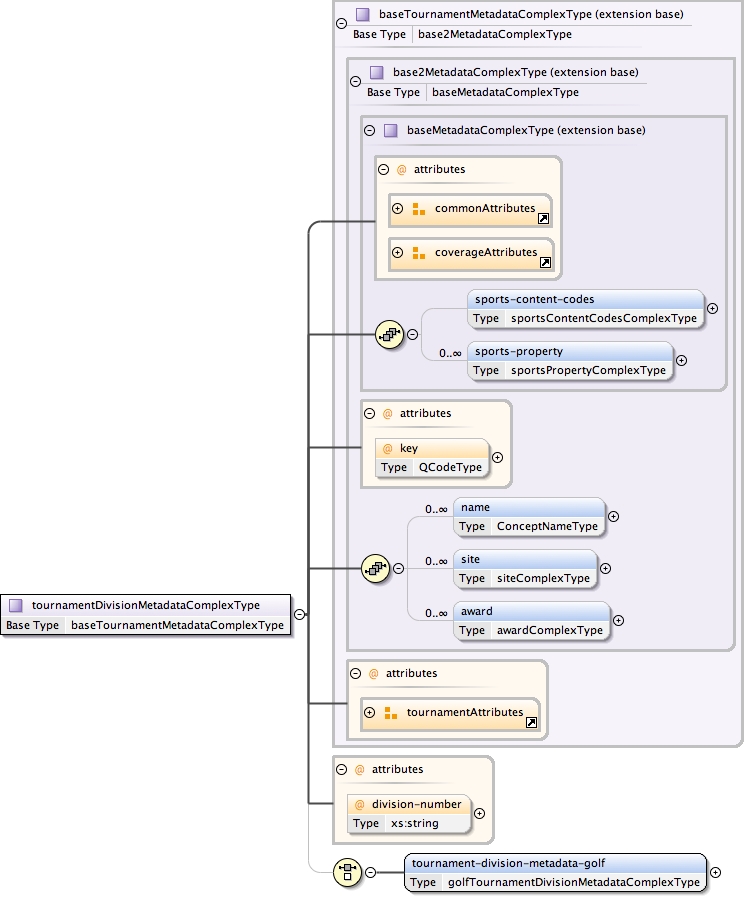 baseTournamentMetadataComplexType (extension base)
Base Type base2MetadataComplexType
base2MetadataComplexType (extension base)
Base Type baseMetadataComplexType
baseMetadataComplexType (extension base)
@ attributes
commonAttributes
coverageAttributes
sports-content-codes
Type sportsContentCodesComplexType
0..∞
sports-property
Type sportsPropertyComplexType
@ attributes
@ key
Type QCodeType
0..∞
name
Type ConceptNameType
0..∞
site
Type siteComplexType
0..∞
award
Type awardComplexType
tournamentDivisionMetadataComplexType
Base Type baseTournamentMetadataComplexType
@ attributes
tournamentAttributes
@ attributes
@ division-number
Type xs:string
tournament-division-metadata-golf
Type golfTournamentDivisionMetadataComplexType